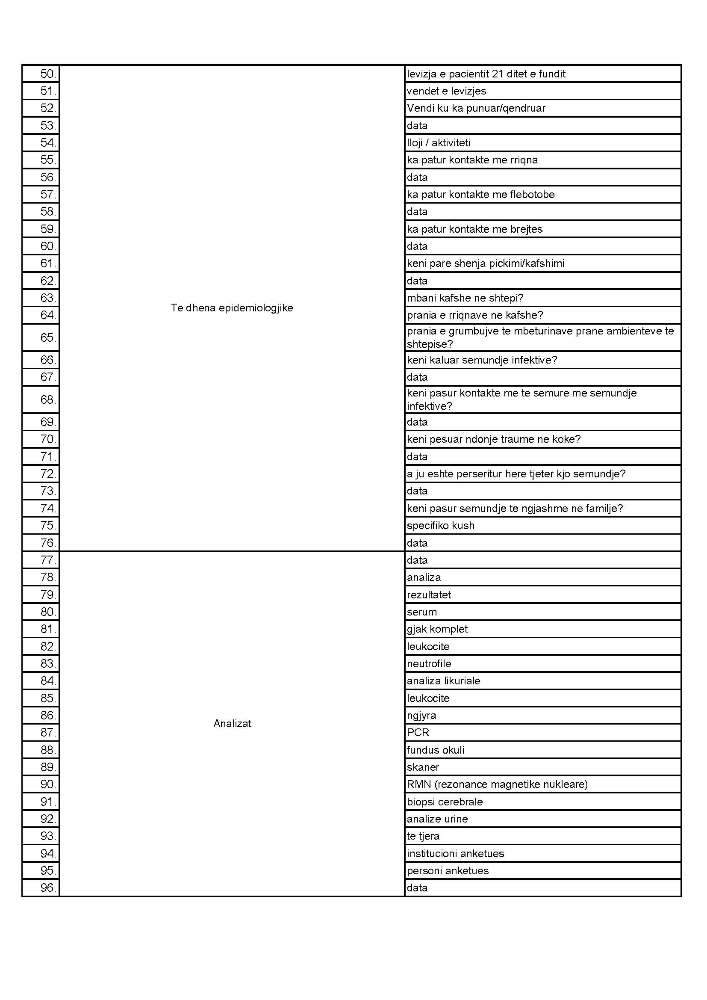 50. levizja e pacientit 21 ditet e fundit
51. vendet e levizjes
52. Vendi ku ka punuar/qendruar
53. data
54. lloji / aktiviteti
55. ka patur kontakte me rriqna
56. data
57. ka patur kontakte me flebotobe
58. data
59. ka patur kontakte me brejtes
60. data
61. keni pare shenja pickimi/kafshimi
62. data
63. mbani kafshe ne shtepi?
Te dhena epidemiologjike
64. prania e rriqnave ne kafshe?
65. prania e grumbujve te mbeturinave prane ambienteve te
shtepise?
66. keni kaluar semundje infektive?
67. data
68. keni pasur kontakte me te semure me semundje
infektive?
69. data
70. keni pesuar ndonje traume ne koke?
71. data
72. a ju eshte perseritur here tjeter kjo semundje?
73. data
74. keni pasur semundje te ngjashme ne familje?
75. specifiko kush
76. data
77. data
78. analiza
79. rezultatet
80. serum
81. gjak komplet
82. leukocite
83. neutrofile
84. analiza likuriale
85. leukocite
86. ngjyra
Analizat
87. PCR
88. fundus okuli
89. skaner
90. RMN (rezonance magnetike nukleare)
91. biopsi cerebrale
92. analize urine
93. te tjera
94. institucioni anketues
95. personi anketues
96. data